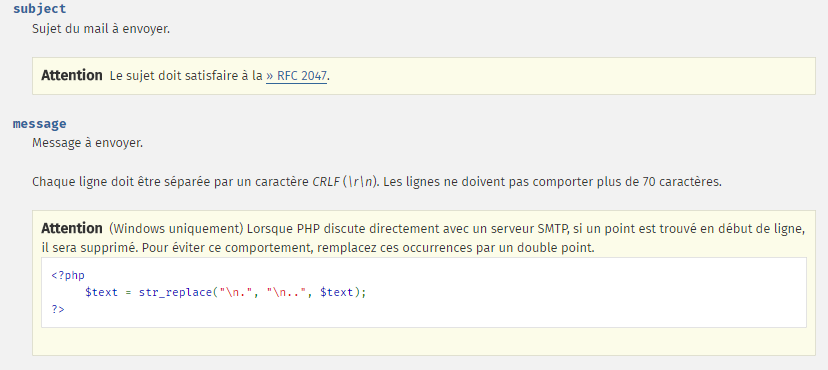 subject
Sujet du mail à envoyer.
Attention Le sujet doit satisfaire à la » RFC 2047.
message
Message à envoyer.
Chaque ligne doit être séparée par un caractère CRLF (\r\n). Les lignes ne doivent pas comporter plus de 70 caractères.
Attention (Windows uniquement) Lorsque PHP discute directement avec un serveur SMTP, si un point est trouvé en début de ligne,
il sera supprimé. Pour éviter ce comportement, remplacez ces occurrences par un double point.
<?php
$text = str_replace("\n.", "\n..", $text);
?>